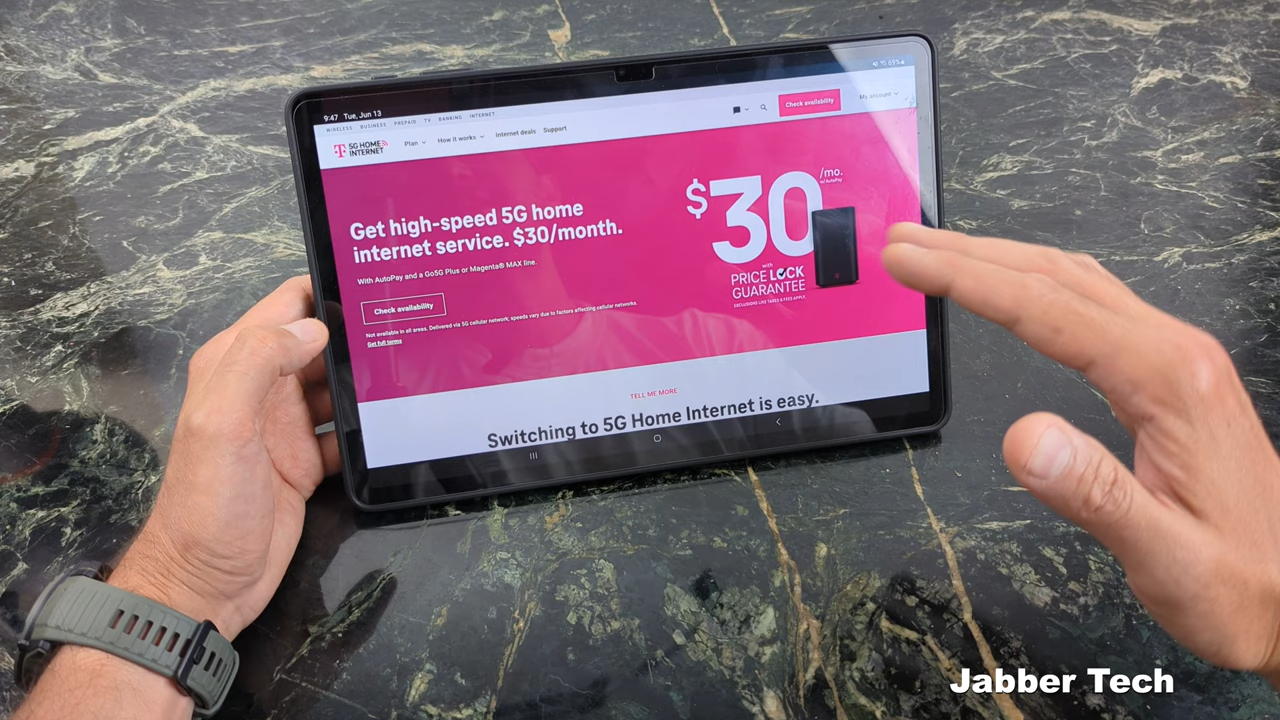 9:47 Tue, Jun 13
69%
WIRELESS BUSINESS PREPAID TV BANKING INTERNET
T 5G HOME
INTERNET
Plan How it works Internet deals Support
Check availability
My account
Get high-speed 5G home
internet service. $30/month.
With AutoPay and a Go5G Plus or Magenta® MAX line.
Check availability
Not available in all areas. Delivered via 5G cellular network; speeds vary due to factors affecting cellular networks.
Get full terms
$30/mo.
w/ AutoPay
with
PRICE LOCK
GUARANTEE
EXCLUSIONS LIKE TAXES & FEES APPLY.
TELL ME MORE
Switching to 5G Home Internet is easy.
Jabber Tech